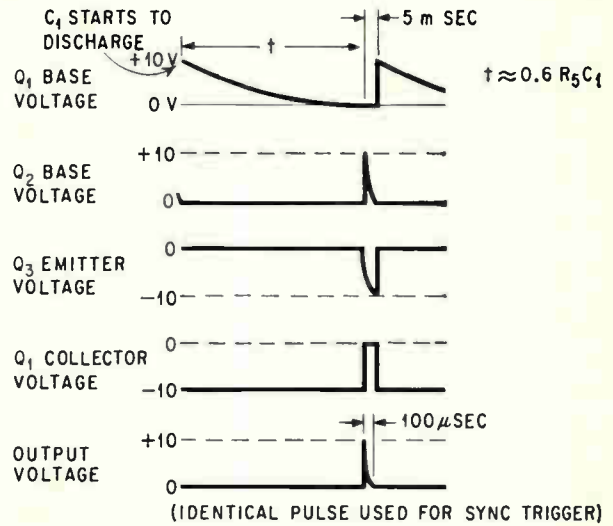 C₁ STARTS TO
DISCHARGE
+10 V
t
5 m SEC
t ≈ 0.6 R₅C₁
Q₁ BASE
VOLTAGE
0 V
+10
Q₂ BASE
VOLTAGE
0
0
Q₃ EMITTER
VOLTAGE
-10
0
Q₁ COLLECTOR
VOLTAGE
-10
100 μSEC
+10
OUTPUT
VOLTAGE
0
(IDENTICAL PULSE USED FOR SYNC TRIGGER)